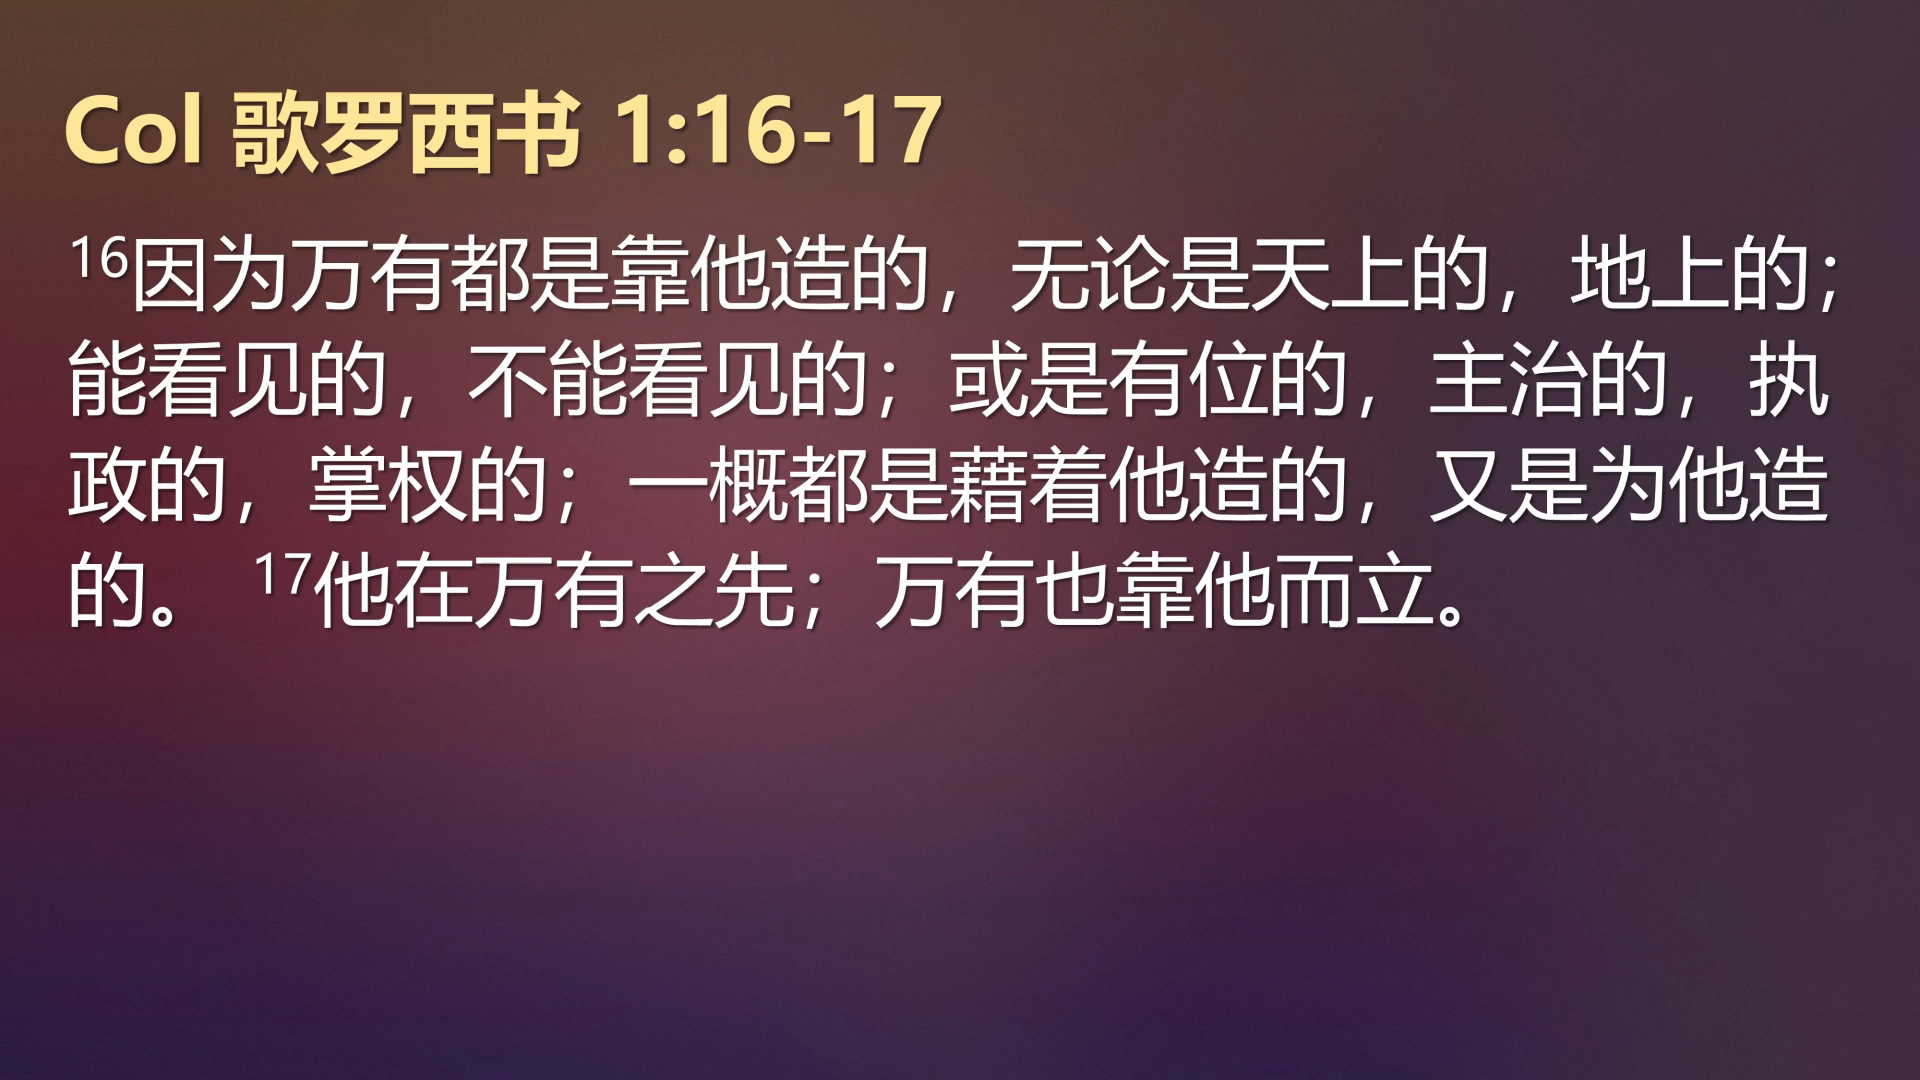 Col 歌罗西书 1:16-17
16因为万有都是靠他造的，无论是天上的，地上的；
能看见的，不能看见的；或是有位的，主治的，执
政的，掌权的；一概都是藉着他造的，又是为他造
的。 17他在万有之先；万有也靠他而立。